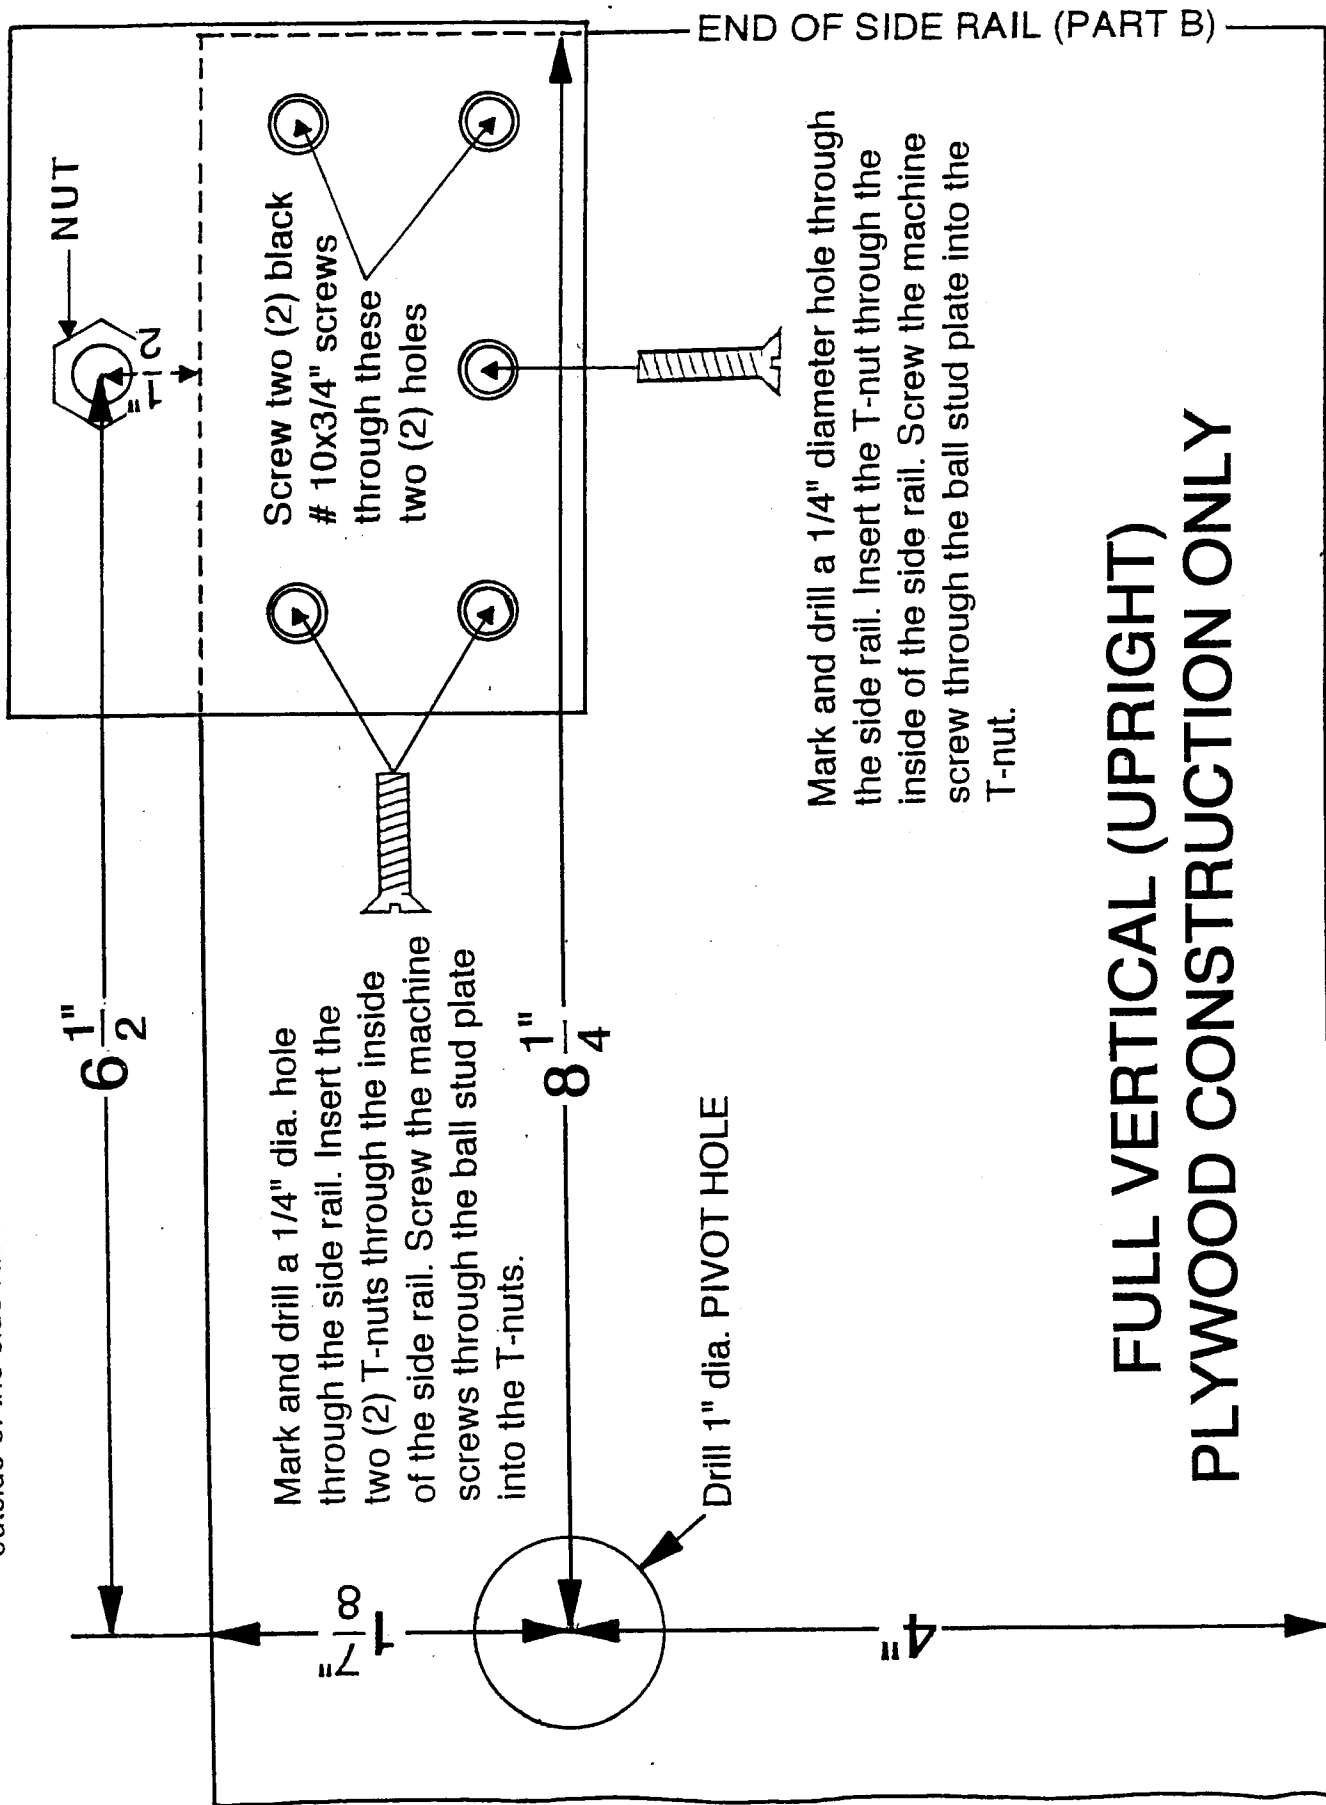 END OF SIDE RAIL (PART B)
NUT
1"
2
6 1"
2
Screw two (2) black
# 10x3/4" screws
through these
two (2) holes
Mark and drill a 1/4" dia. hole
through the side rail. Insert the
two (2) T-nuts through the inside
of the side rail. Screw the machine
screws through the ball stud plate
into the T-nuts.
8 1"
4
Mark and drill a 1/4" diameter hole through
the side rail. Insert the T-nut through the
inside of the side rail. Screw the machine
screw through the ball stud plate into the
T-nut.
1 7"
8
Drill 1" dia. PIVOT HOLE
4"
FULL VERTICAL (UPRIGHT)
PLYWOOD CONSTRUCTION ONLY